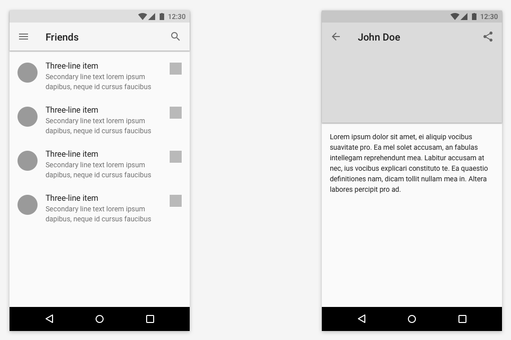 12:30
Friends
Three-line item
Secondary line text lorem ipsum
dapibus, neque id cursus faucibus
Three-line item
Secondary line text lorem ipsum
dapibus, neque id cursus faucibus
Three-line item
Secondary line text lorem ipsum
dapibus, neque id cursus faucibus
Three-line item
Secondary line text lorem ipsum
dapibus, neque id cursus faucibus
12:30
John Doe
Lorem ipsum dolor sit amet, ei aliquip vocibus
suavitate pro. Ea mel solet accusam, an fabulas
intellegam reprehendunt mea. Labitur accusam at
nec, ius vocibus explicari constituto te. Ea quaestio
definitiones nam, dicam tollit nullam mea in. Altera
labores percipit pro ad.